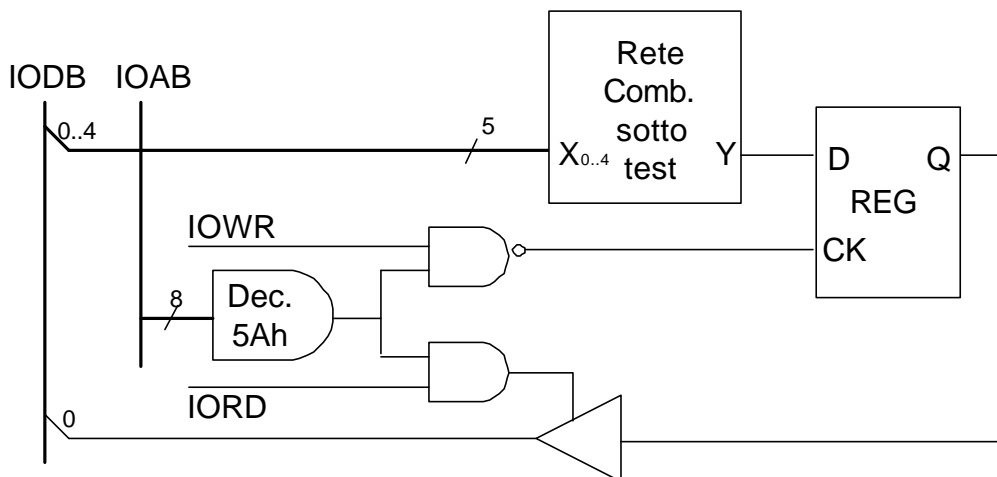 IODB IOAB
0..4
5
Rete
Comb.
sotto
test
X0..4
Y
D Q
REG
CK
IOWR
8
Dec.
5Ah
IORD
0